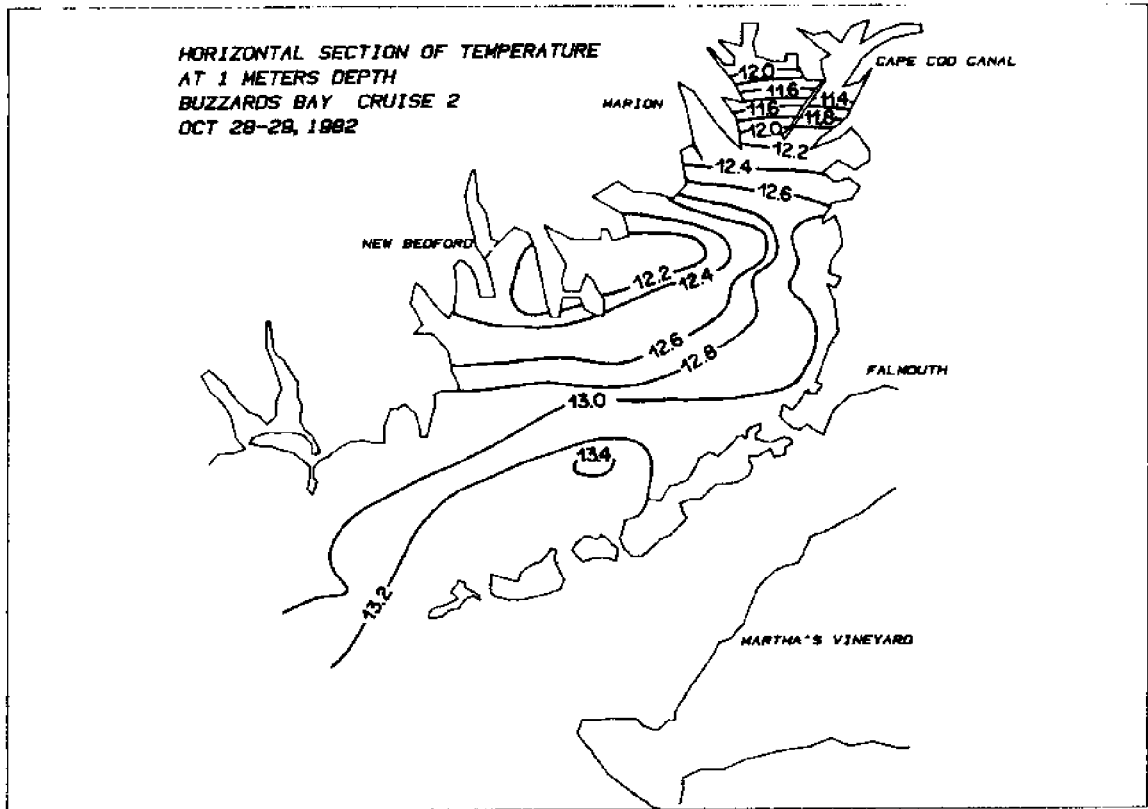 HORIZONTAL SECTION OF TEMPERATURE
AT 1 METERS DEPTH
BUZZARDS BAY CRUISE 2
OCT 28-29, 1982
CAPE COD CANAL
MARION
12.0
11.6
11.4
11.6
11.8
12.0
12.2
12.4
12.6
NEW BEDFORD
12.2
12.4
12.6
12.8
FALMOUTH
13.0
13.4
13.2
MARTHA'S VINEYARD